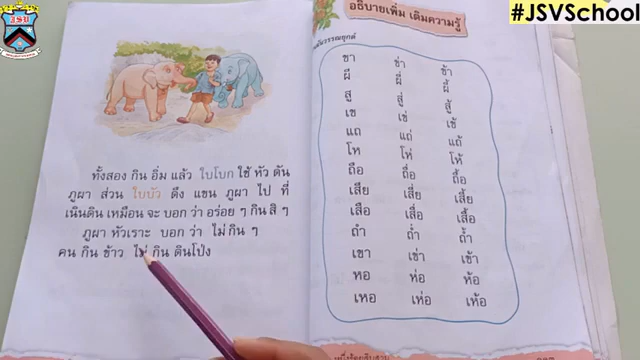 JSV
#JSVSchool
อธิบายเพิ่ม เติมความรู้
ทั้งสอง กิน อิ่ม แล้ว ใบโบก ใช้ หัว ดัน
ภูผา ส่วน ใบบัว ดึง แขน ภูผา ไป ที่
เนินดิน เหมือน จะ บอก ว่า อร่อย ๆ กิน สิ ๆ
ภูผา หัวเราะ บอก ว่า ไม่ กิน ๆ
คน กิน ข้าว ไม่ กิน ดินโป่ง
ผันวรรณยุกต์
ขา ข่า ข้า
ผี ผี่ ผี้
สู สู่ สู้
เข เข่ เข้
แถ แถ่ แถ้
โห โห่ โห้
ถือ ถื่อ ถื้อ
เสีย เสี่ย เสี้ย
เสือ เสื่อ เสื้อ
ถำ ถ่ำ ถ้ำ
เขา เข่า เข้า
หอ ห่อ ห้อ
เหอ เห่อ เห้อ